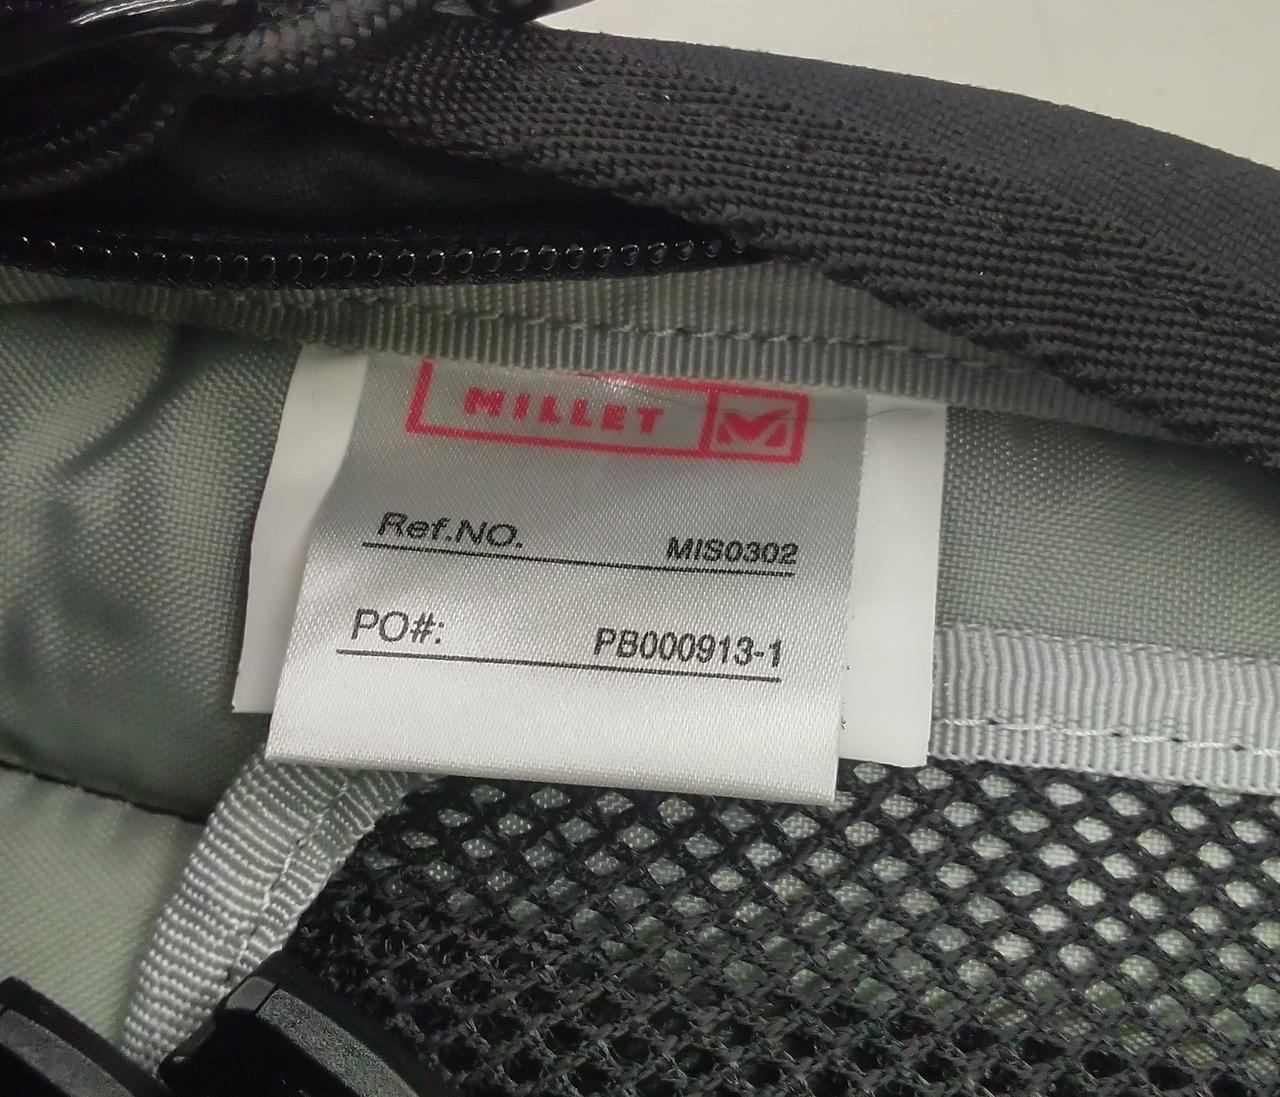 MILLET
Ref.NO. MIS0302
PO#: PB000913-1